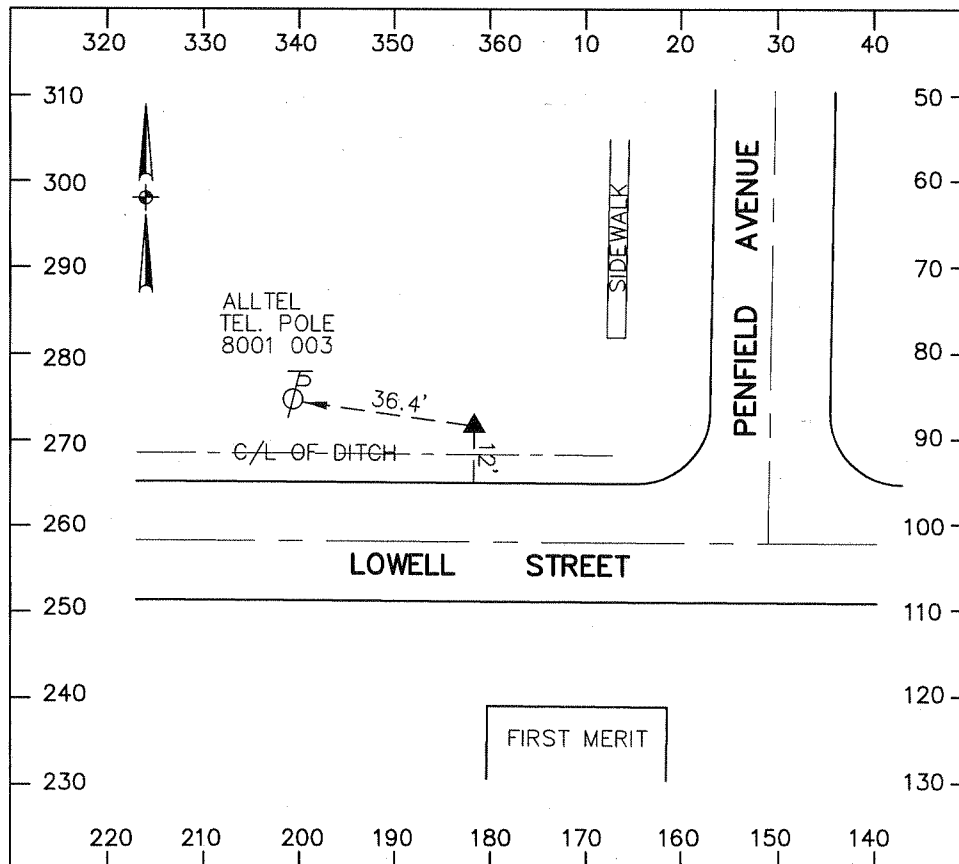 320 330 340 350 360 10 20 30 40
310 50
300 60
290 70
280 80
270 90
260 100
250 110
240 120
230 130
PENFIELD AVENUE
SIDEWALK
ALLTEL
TEL. POLE
8001 003
36.4'
12'
C/L OF DITCH
LOWELL STREET
FIRST MERIT
220 210 200 190 180 170 160 150 140